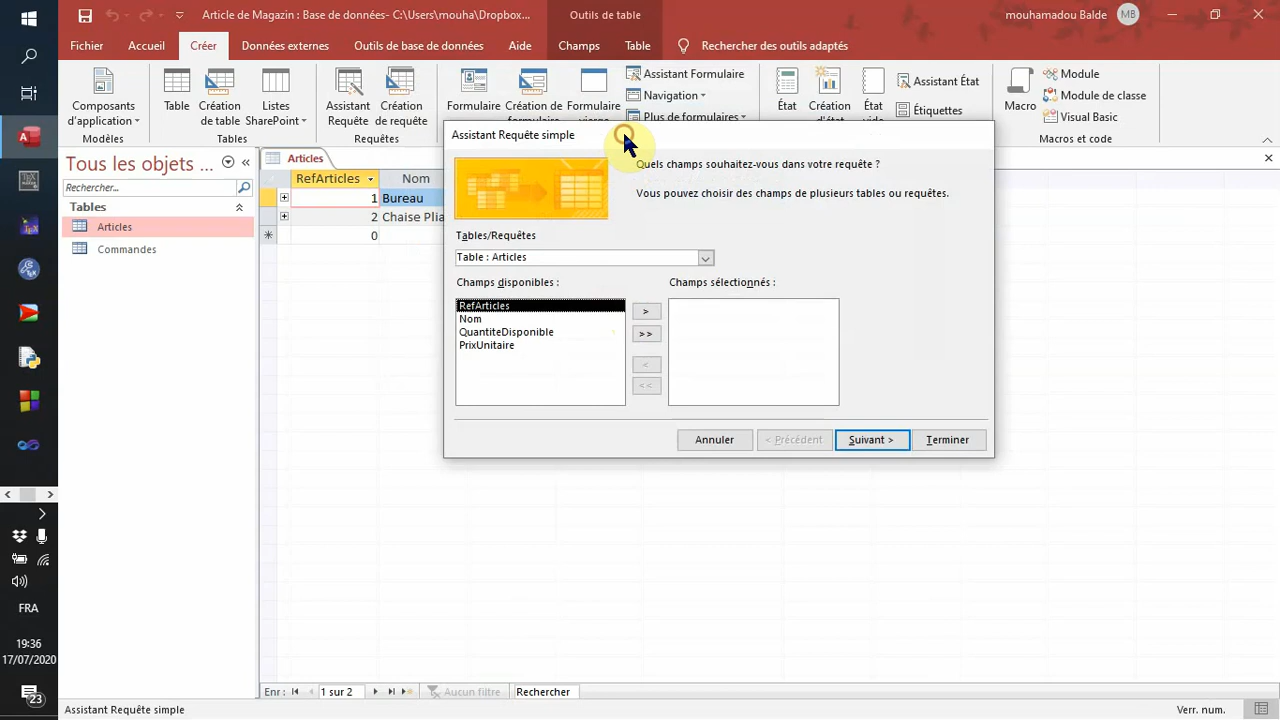 Article de Magazin : Base de données- C:\Users\mouha\Dropbox... Outils de table mouhamadou Balde MB
Fichier Accueil Créer Données externes Outils de base de données Aide Champs Table Rechercher des outils adaptés
Composants d'application Table Création de table Listes SharePoint Assistant Requête Création de requête Formulaire Création de Formulaire Assistant Formulaire État Création État Assistant État Macro Module
Navigation
Plus de formulaires
d'État vide Étiquettes
Module de classe
Visual Basic
Modèles Tables Requêtes Macros et code
Tous les objets
Rechercher...
Tables
Articles
Commandes
Articles
RefArticles Nom
1 Bureau
2 Chaise Plia
0
Assistant Requête simple
Quels champs souhaitez-vous dans votre requête ?
Vous pouvez choisir des champs de plusieurs tables ou requêtes.
Tables/Requêtes
Table : Articles
Champs disponibles : Champs sélectionnés :
RefArticles
Nom
QuantiteDisponible
PrixUnitaire
>
>>
<
<<
Annuler < Précédent Suivant > Terminer
FRA
19:36
17/07/2020
23
Enr : 1 sur 2 Aucun filtre Rechercher
Assistant Requête simple Verr. num.